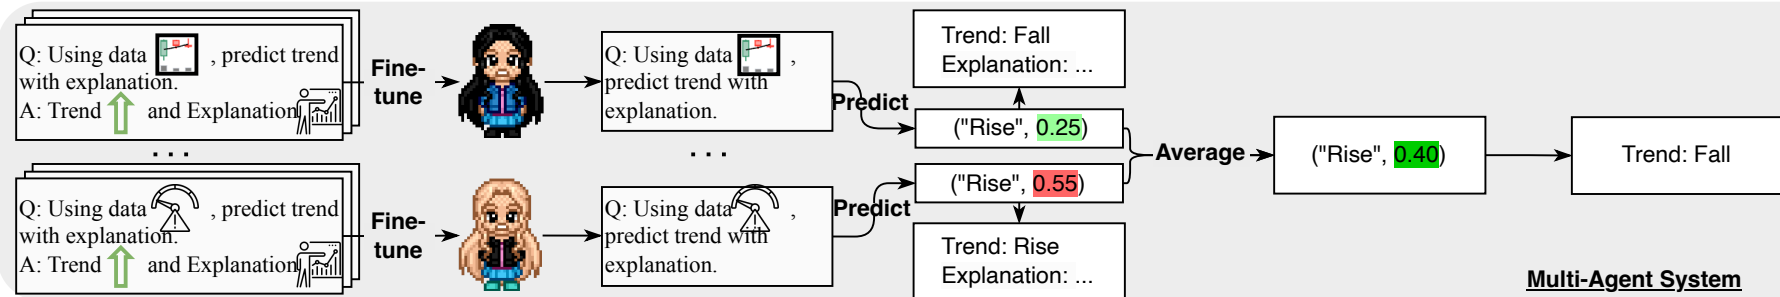 Q: Using data , predict trend
with explanation.
A: Trend and Explanation
Fine-
tune
Q: Using data ,
predict trend with
explanation.
Predict
Trend: Fall
Explanation: ...
("Rise", 0.25)
. . .
. . .
Q: Using data , predict trend
with explanation.
A: Trend and Explanation
Fine-
tune
Q: Using data ,
predict trend with
explanation.
Predict
("Rise", 0.55)
Trend: Rise
Explanation: ...
Average
("Rise", 0.40)
Trend: Fall
Multi-Agent System